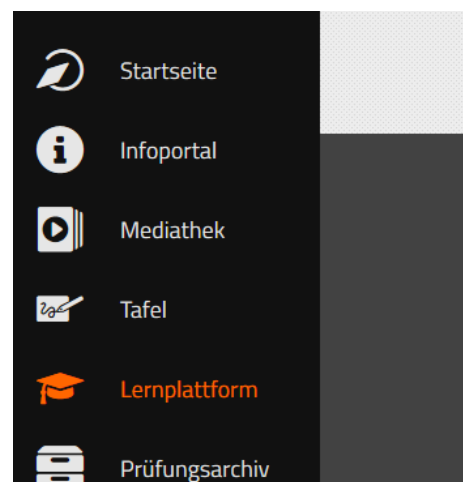 Startseite
Infoportal
Mediathek
Tafel
Lernplattform
Prüfungsarchiv